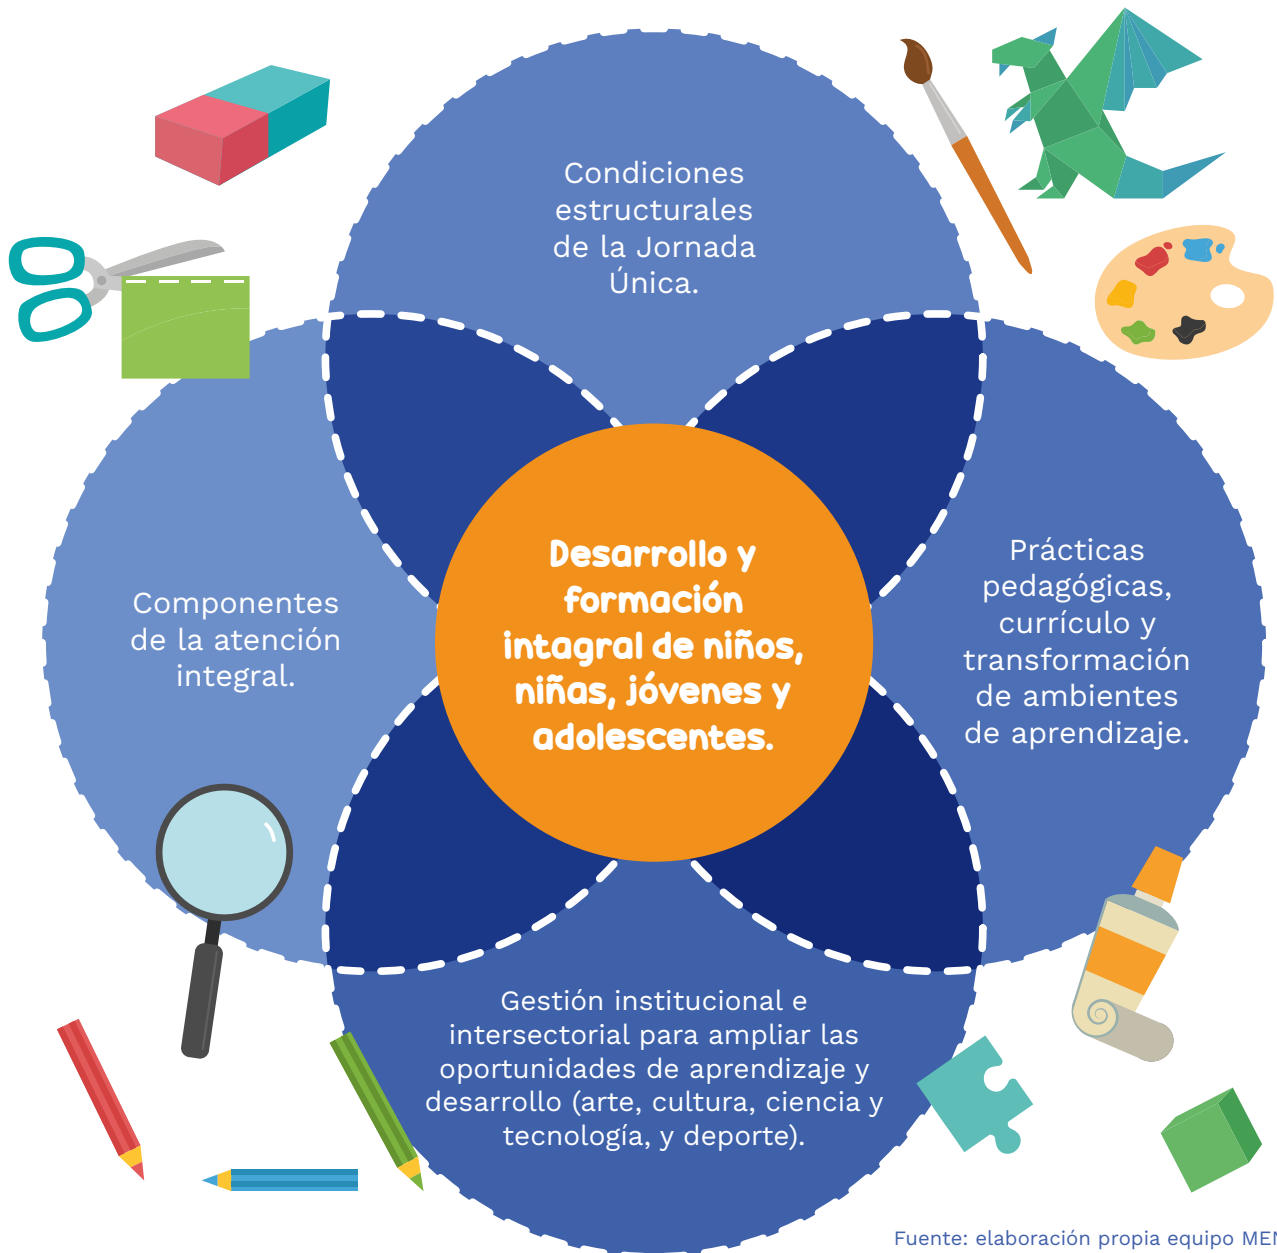 Condiciones
estructurales
de la Jornada
Única.
Componentes
de la atención
integral.
Desarrollo y
formación
intagral de niños,
niñas, jóvenes y
adolescentes.
Prácticas
pedagógicas,
currículo y
transformación
de ambientes
de aprendizaje.
Gestión institucional e
intersectorial para ampliar las
oportunidades de aprendizaje y
desarrollo (arte, cultura, ciencia y
tecnología, y deporte).
Fuente: elaboración propia equipo MEN